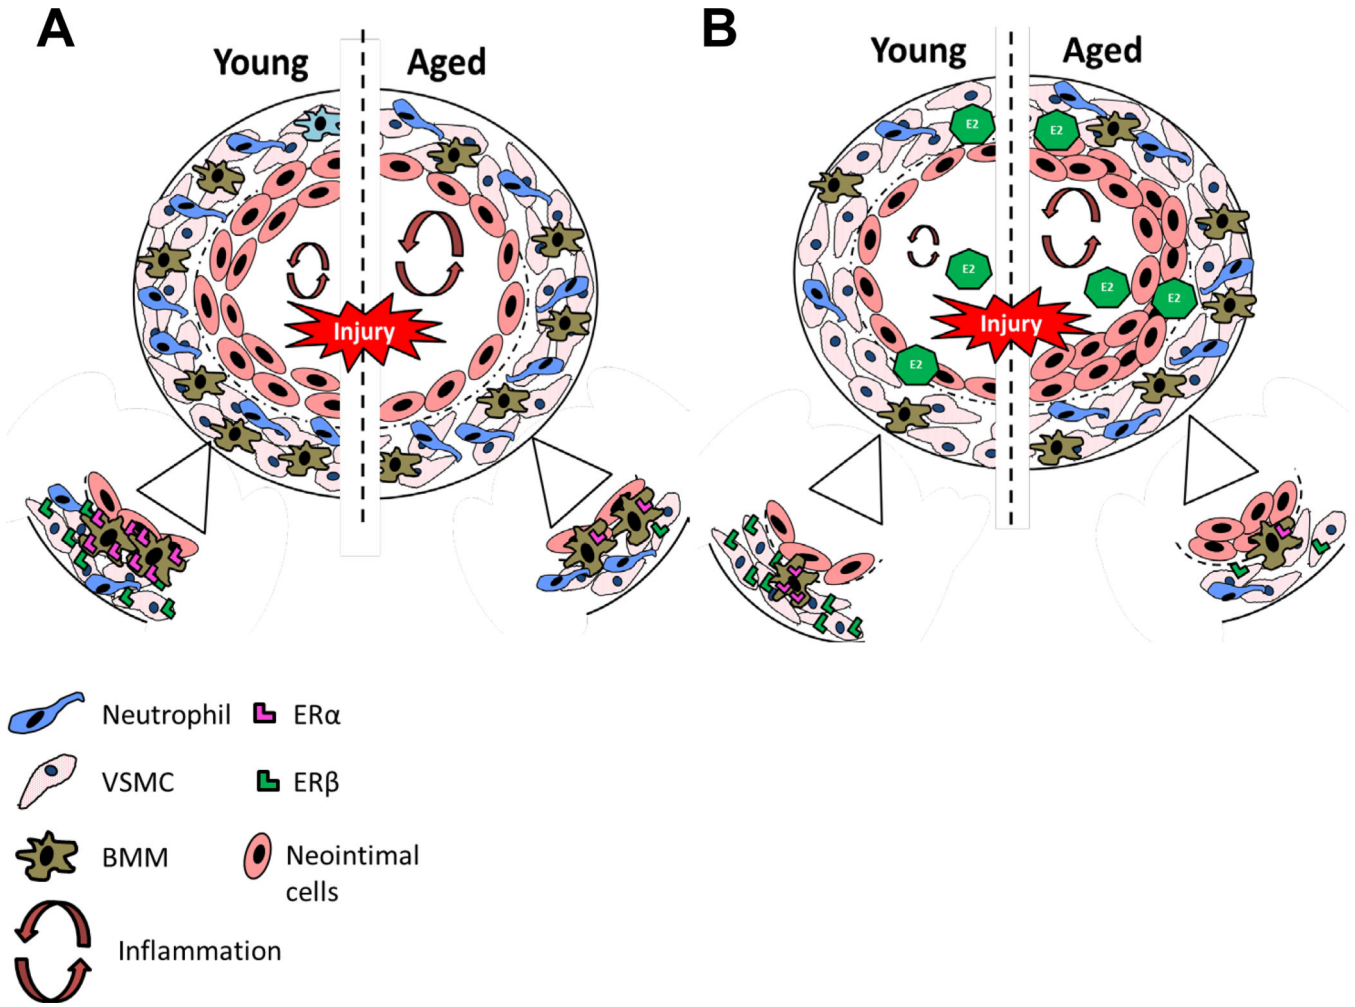 A
B
Young
Aged
Young
Aged
E2
E2
E2
E2
E2
E2
Injury
Injury
Neutrophil
ERα
VSMC
ERβ
BMM
Neointimal
cells
Inflammation